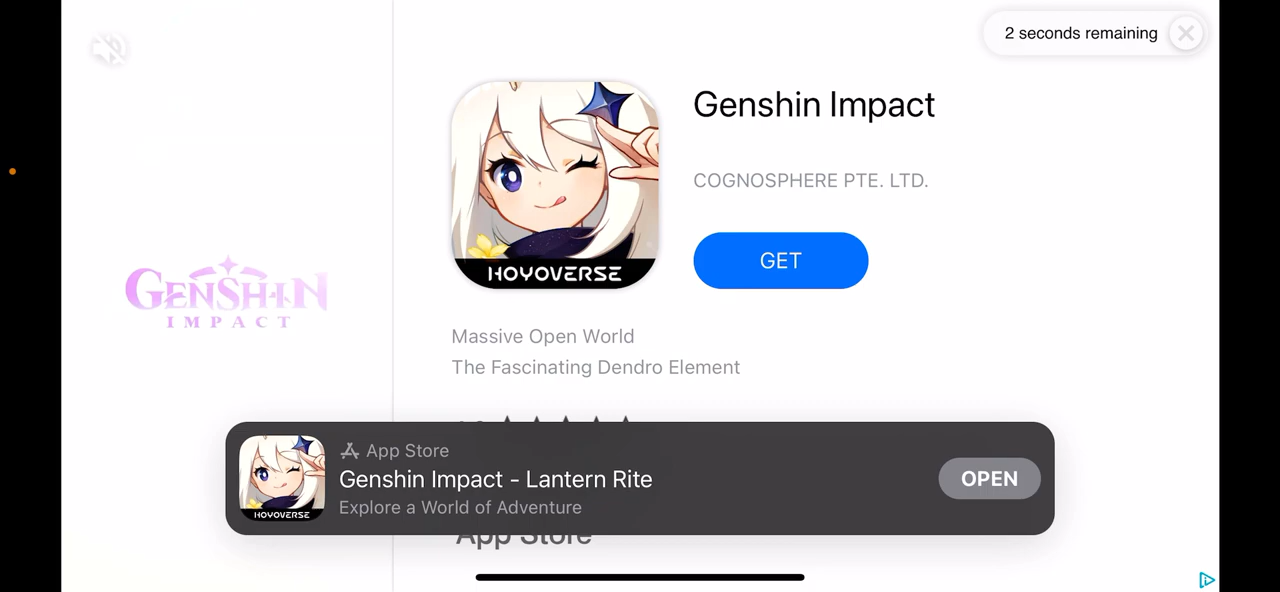 2 seconds remaining
Genshin Impact
COGNOSPHERE PTE. LTD.
GET
HOYOVERSE
GENSHIN
IMPACT
Massive Open World
The Fascinating Dendro Element
App Store
Genshin Impact - Lantern Rite
Explore a World of Adventure
OPEN
HOYOVERSE
App Store